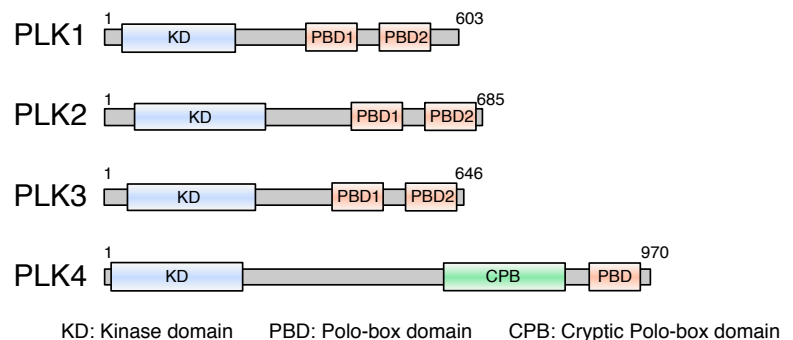 1 603
PLK1 KD PBD1 PBD2
1 685
PLK2 KD PBD1 PBD2
1 646
PLK3 KD PBD1 PBD2
1 970
PLK4 KD CPB PBD
KD: Kinase domain PBD: Polo-box domain CPB: Cryptic Polo-box domain